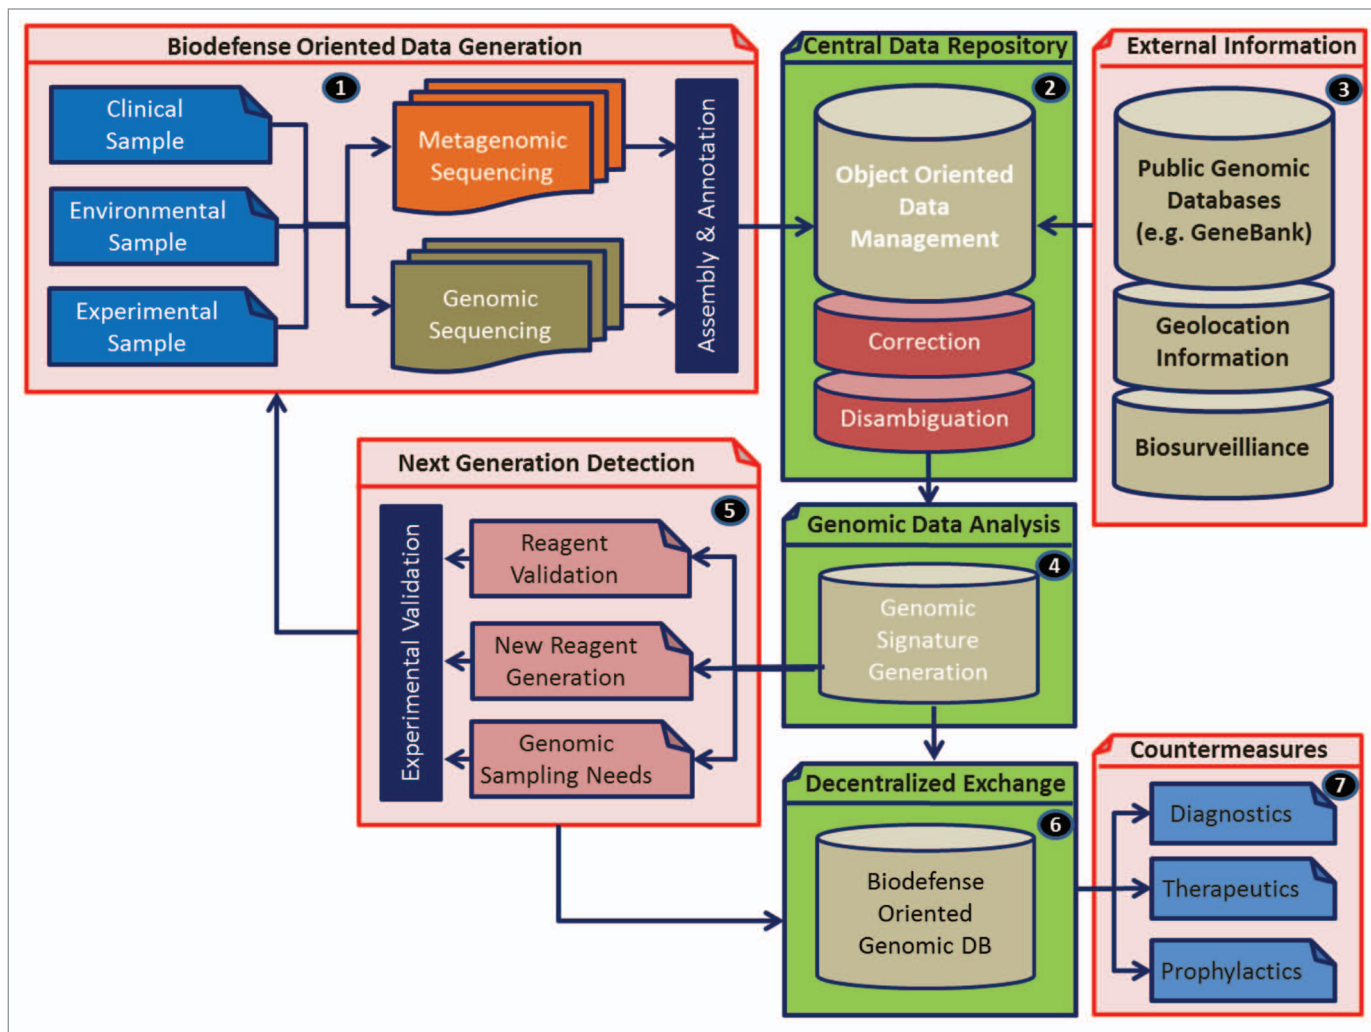 Biodefense Oriented Data Generation
1
Clinical
Sample
Environmental
Sample
Experimental
Sample
Metagenomic
Sequencing
Genomic
Sequencing
Assembly & Annotation
Central Data Repository
2
Object Oriented
Data
Management
Correction
Disambiguation
External Information
3
Public Genomic
Databases
(e.g. GeneBank)
Geolocation
Information
Biosurveilliance
Genomic Data Analysis
4
Genomic
Signature
Generation
Next Generation Detection
5
Experimental Validation
Reagent
Validation
New Reagent
Generation
Genomic
Sampling Needs
Decentralized Exchange
6
Biodefense
Oriented
Genomic DB
Countermeasures
7
Diagnostics
Therapeutics
Prophylactics